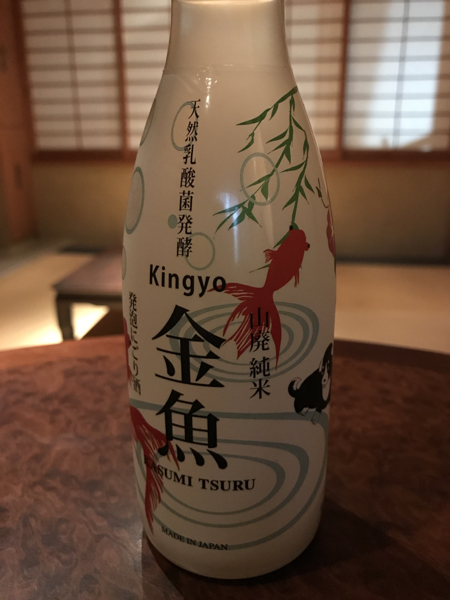 天然乳酸菌発酵
Kingyo
金魚
山廃 純米
発泡にごり酒
KASUMI TSURU
MADE IN JAPAN